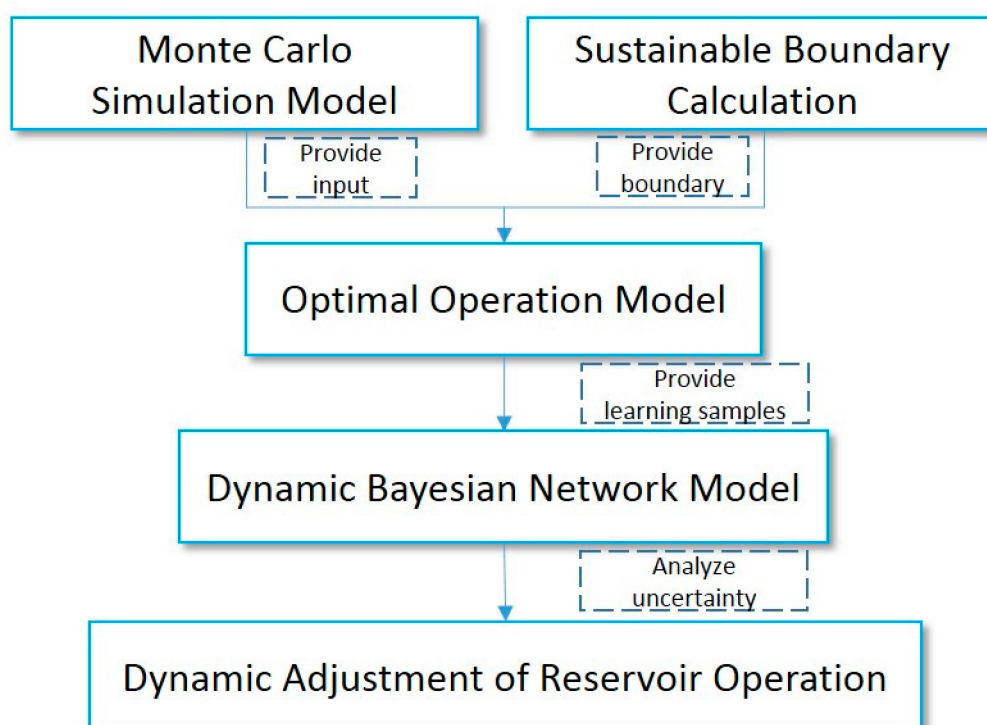 Monte Carlo
Simulation Model
Sustainable Boundary
Calculation
Provide
input
Provide
boundary
Optimal Operation Model
Provide
learning samples
Dynamic Bayesian Network Model
Analyze
uncertainty
Dynamic Adjustment of Reservoir Operation